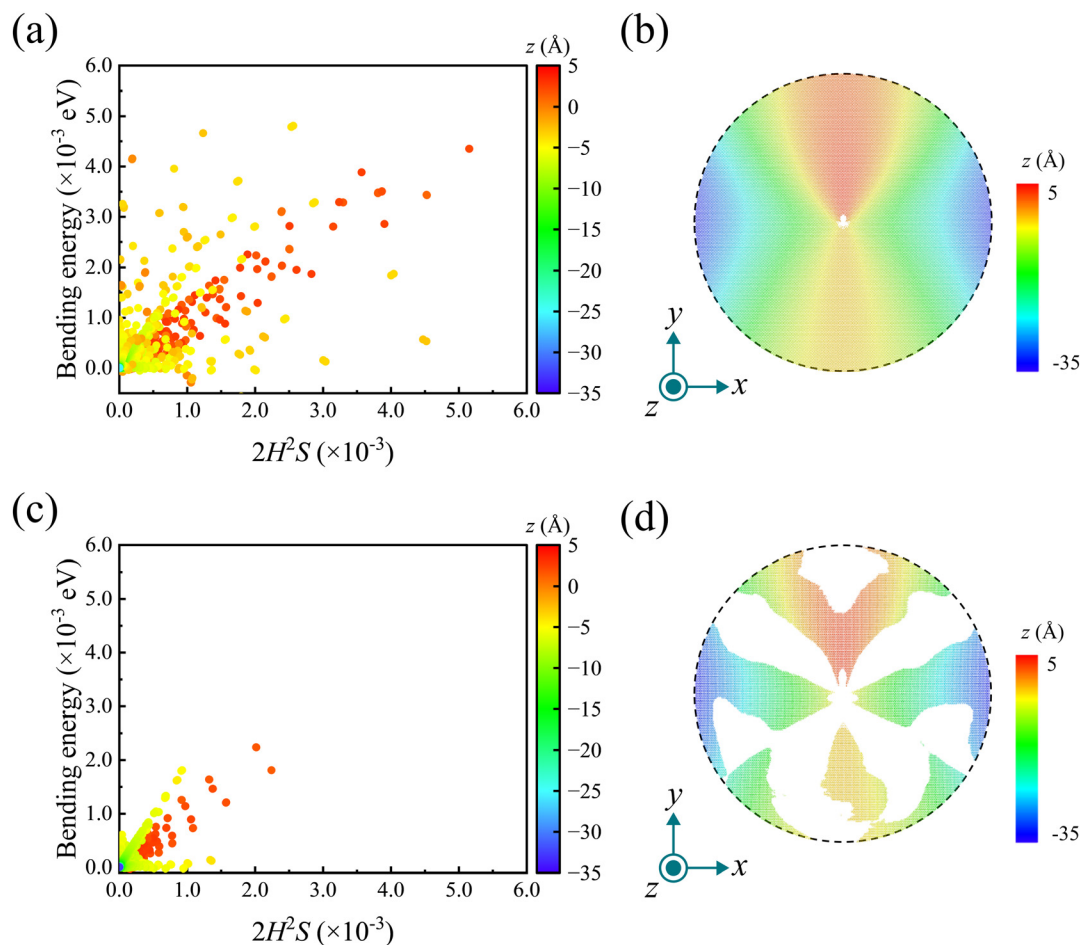 (a)
z (Å)
6.0
5.0
4.0
3.0
2.0
1.0
0.0
Bending energy (×10⁻³ eV)
0.0 1.0 2.0 3.0 4.0 5.0 6.0
2H²S (×10⁻³)
5
0
−5
−10
−15
−20
−25
−30
−35
(b)
z (Å)
5
-35
y
z
x
(c)
z (Å)
6.0
5.0
4.0
3.0
2.0
1.0
0.0
Bending energy (×10⁻³ eV)
0.0 1.0 2.0 3.0 4.0 5.0 6.0
2H²S (×10⁻³)
5
0
−5
−10
−15
−20
−25
−30
−35
(d)
z (Å)
5
-35
y
z
x